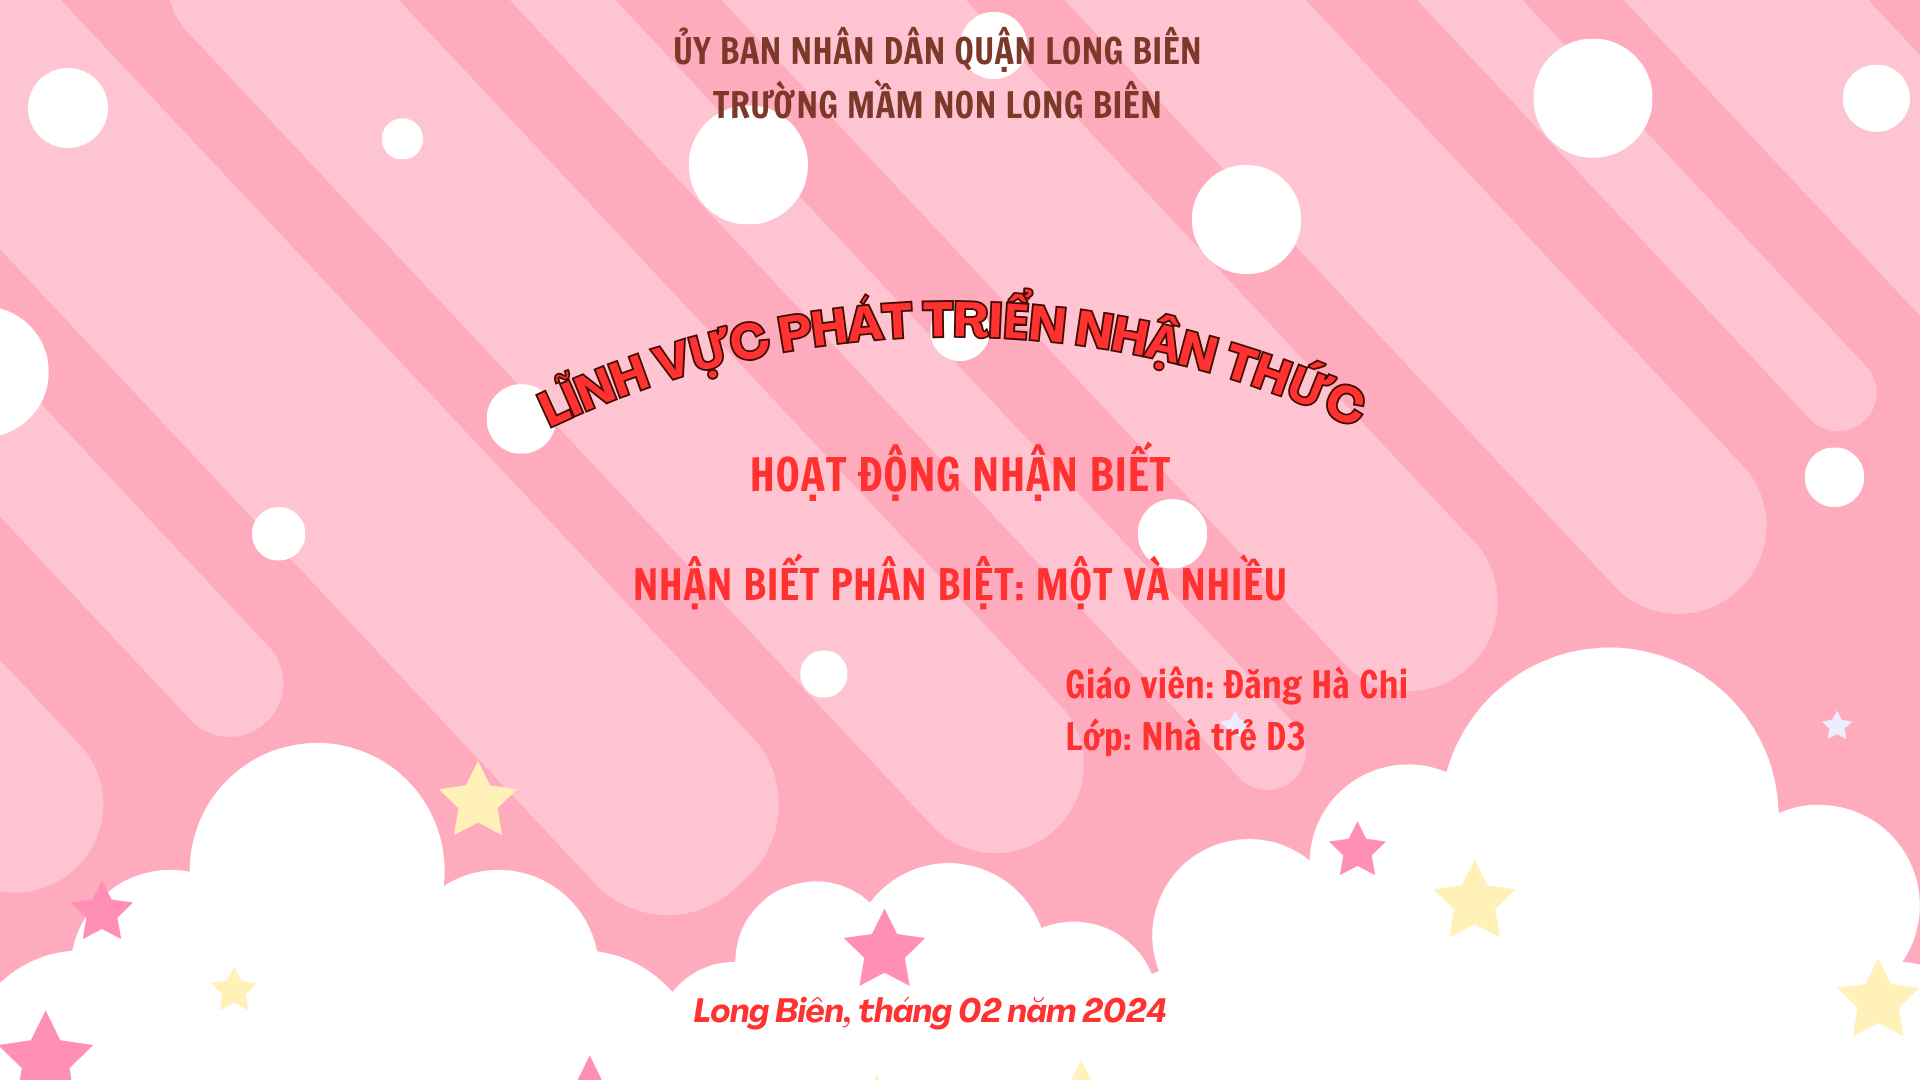 ỦY BAN NHÂN DÂN QUẬN LONG BIÊN
TRƯỜNG MẦM NON LONG BIÊN
LĨNH VỰC PHÁT TRIỂN NHẬN THỨC
HOẠT ĐỘNG NHẬN BIẾT
NHẬN BIẾT PHÂN BIỆT: MỘT VÀ NHIỀU
Giáo viên: Đăng Hà Chi
Lớp: Nhà trẻ D3
Long Biên, tháng 02 năm 2024